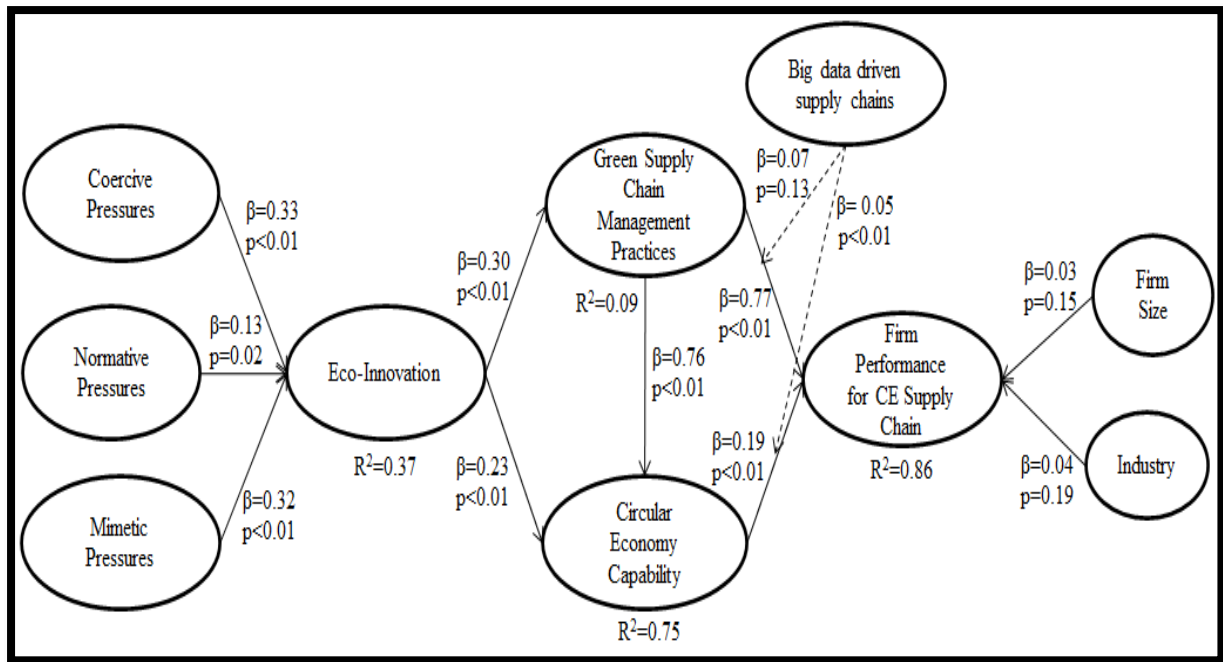 Big data driven
supply chains
Coercive
Pressures
β=0.33
p<0.01
Green Supply
Chain
Management
Practices
β=0.07
p=0.13
β= 0.05
p<0.01
β=0.30
p<0.01
R²=0.09
β=0.77
p<0.01
β=0.03
p=0.15
Firm
Size
Normative
Pressures
β=0.13
p=0.02
Eco-Innovation
R²=0.37
β=0.76
p<0.01
Firm
Performance
for CE Supply
Chain
R²=0.86
Mimetic
Pressures
β=0.32
p<0.01
β=0.23
p<0.01
β=0.19
p<0.01
Circular
Economy
Capability
R²=0.75
β=0.04
p=0.19
Industry